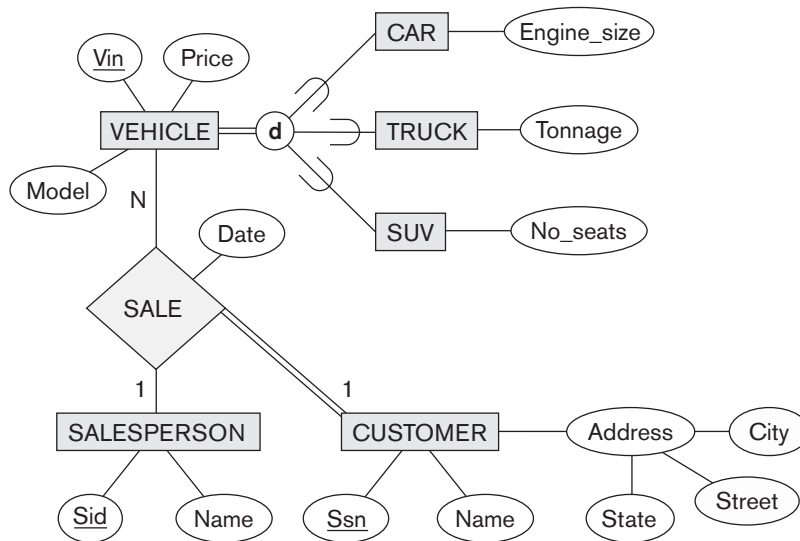 CAR
Engine_size
Vin
Price
VEHICLE
d
TRUCK
Tonnage
Model
N
Date
SUV
No_seats
SALE
1
1
SALESPERSON
CUSTOMER
Address
City
Sid
Name
Ssn
Name
State
Street